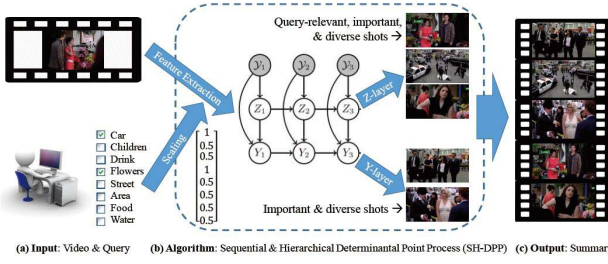 Query-relevant, important,
& diverse shots →
Feature Extraction
𝒴1 𝒴2 𝒴3
Z1 Z2 Z3
Z-layer
Scaling
Car
Children
Drink
Flowers
Street
Area
Food
Water
1
0.5
0.5
1
0.5
0.5
0.5
0.5
Y1 Y2 Y3
Y-layer
Important & diverse shots →
(a) Input: Video & Query
(b) Algorithm: Sequential & Hierarchical Determinantal Point Process (SH-DPP)
(c) Output: Summar